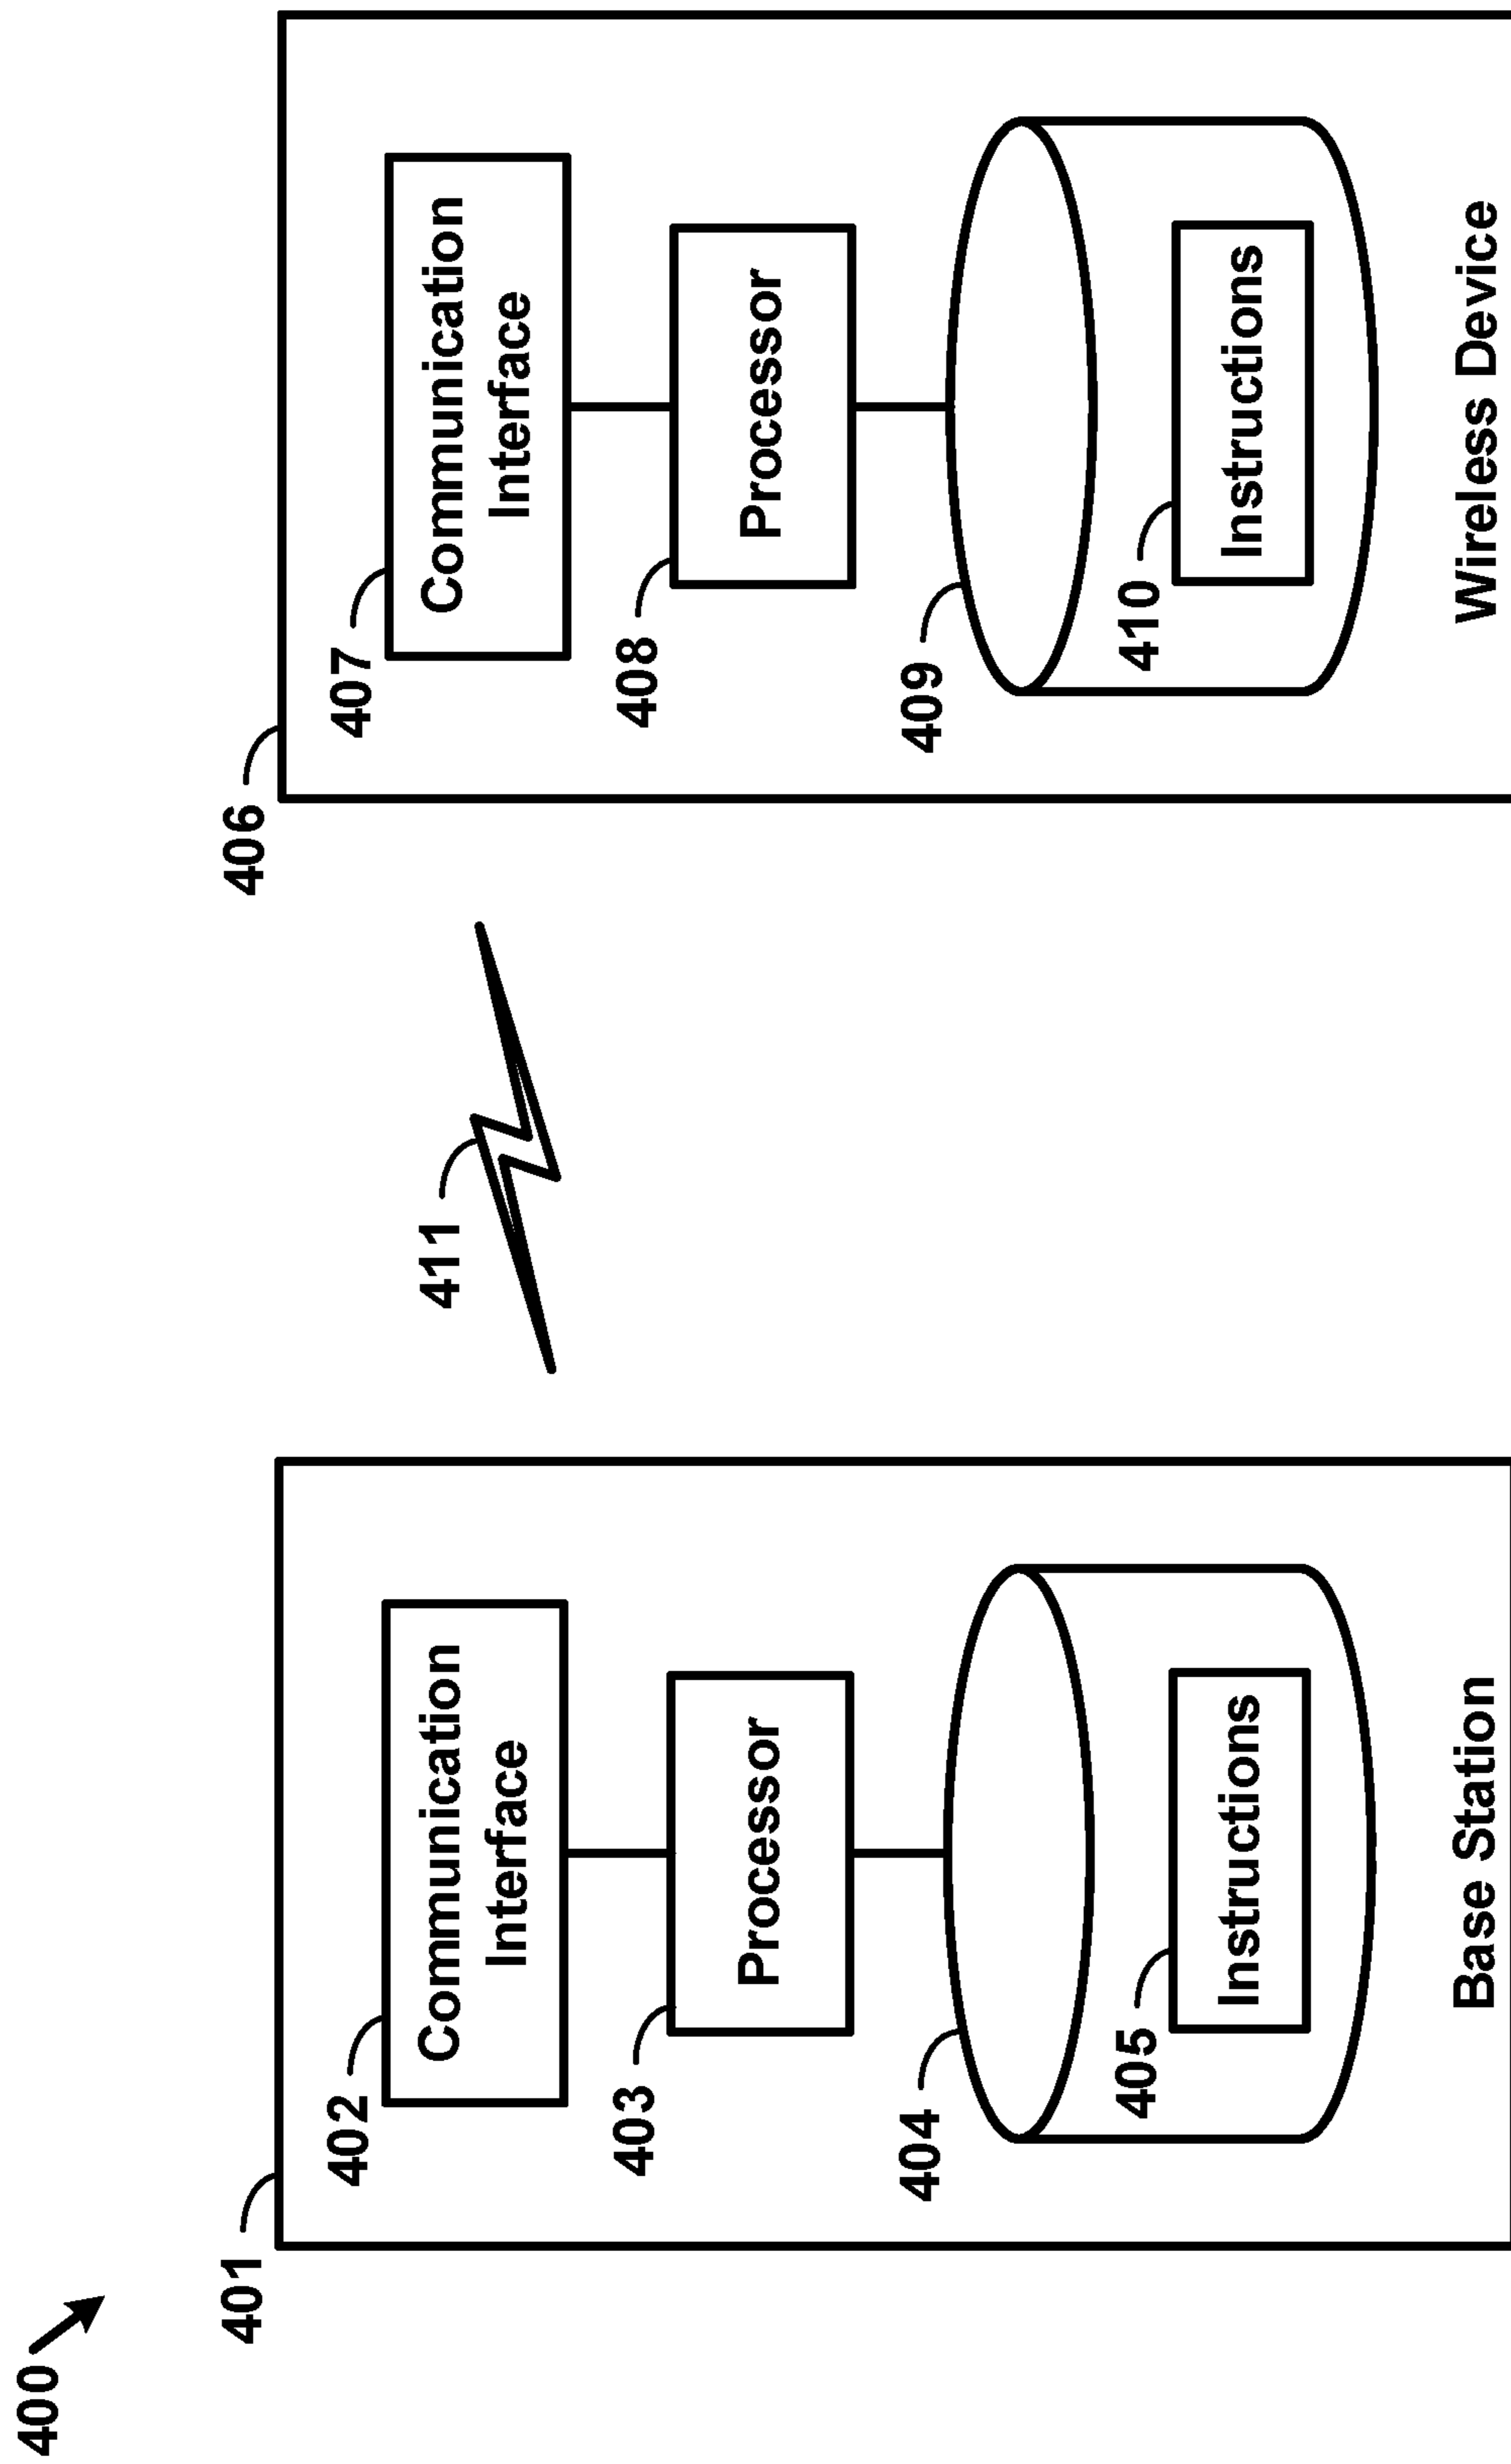 400
401
402
Communication
Interface
403
Processor
404
405
Instructions
Base Station
411
406
407
Communication
Interface
408
Processor
409
410
Instructions
Wireless Device